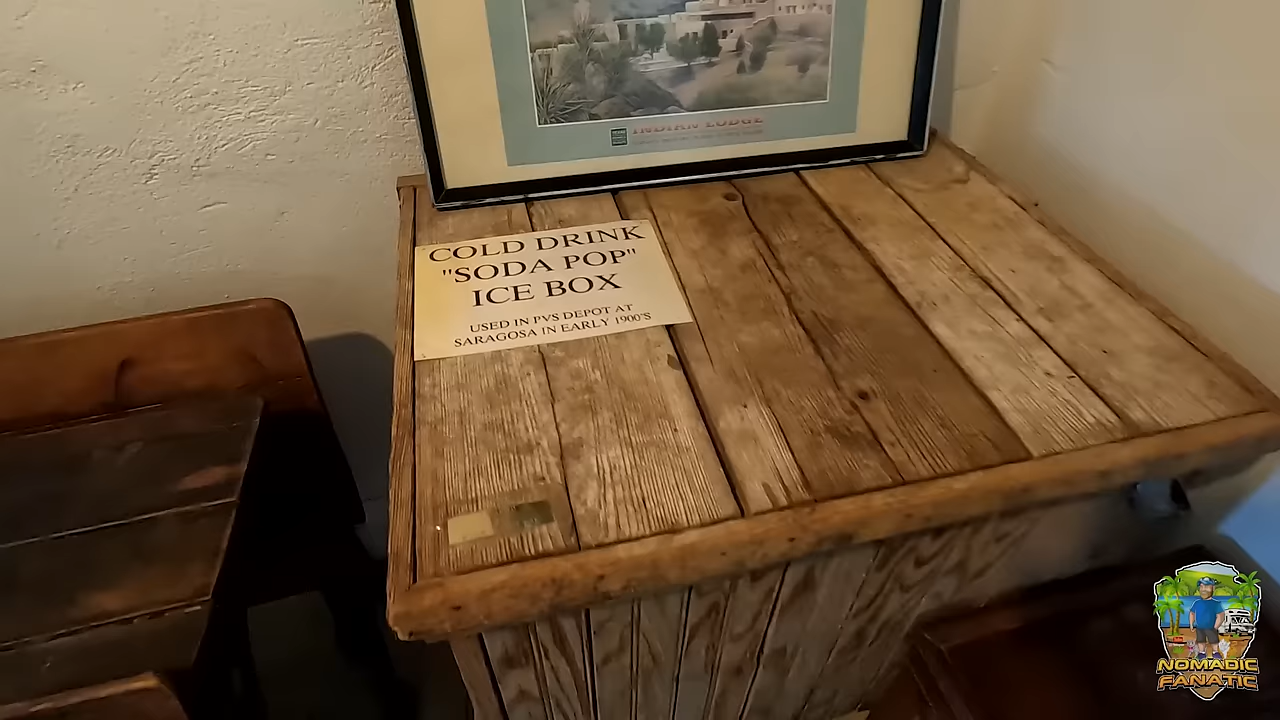 INDIAN LODGE
COLD DRINK
"SODA POP"
ICE BOX
USED IN PVS DEPOT AT
SARAGOSA IN EARLY 1900'S
NOMADIC
FANATIC